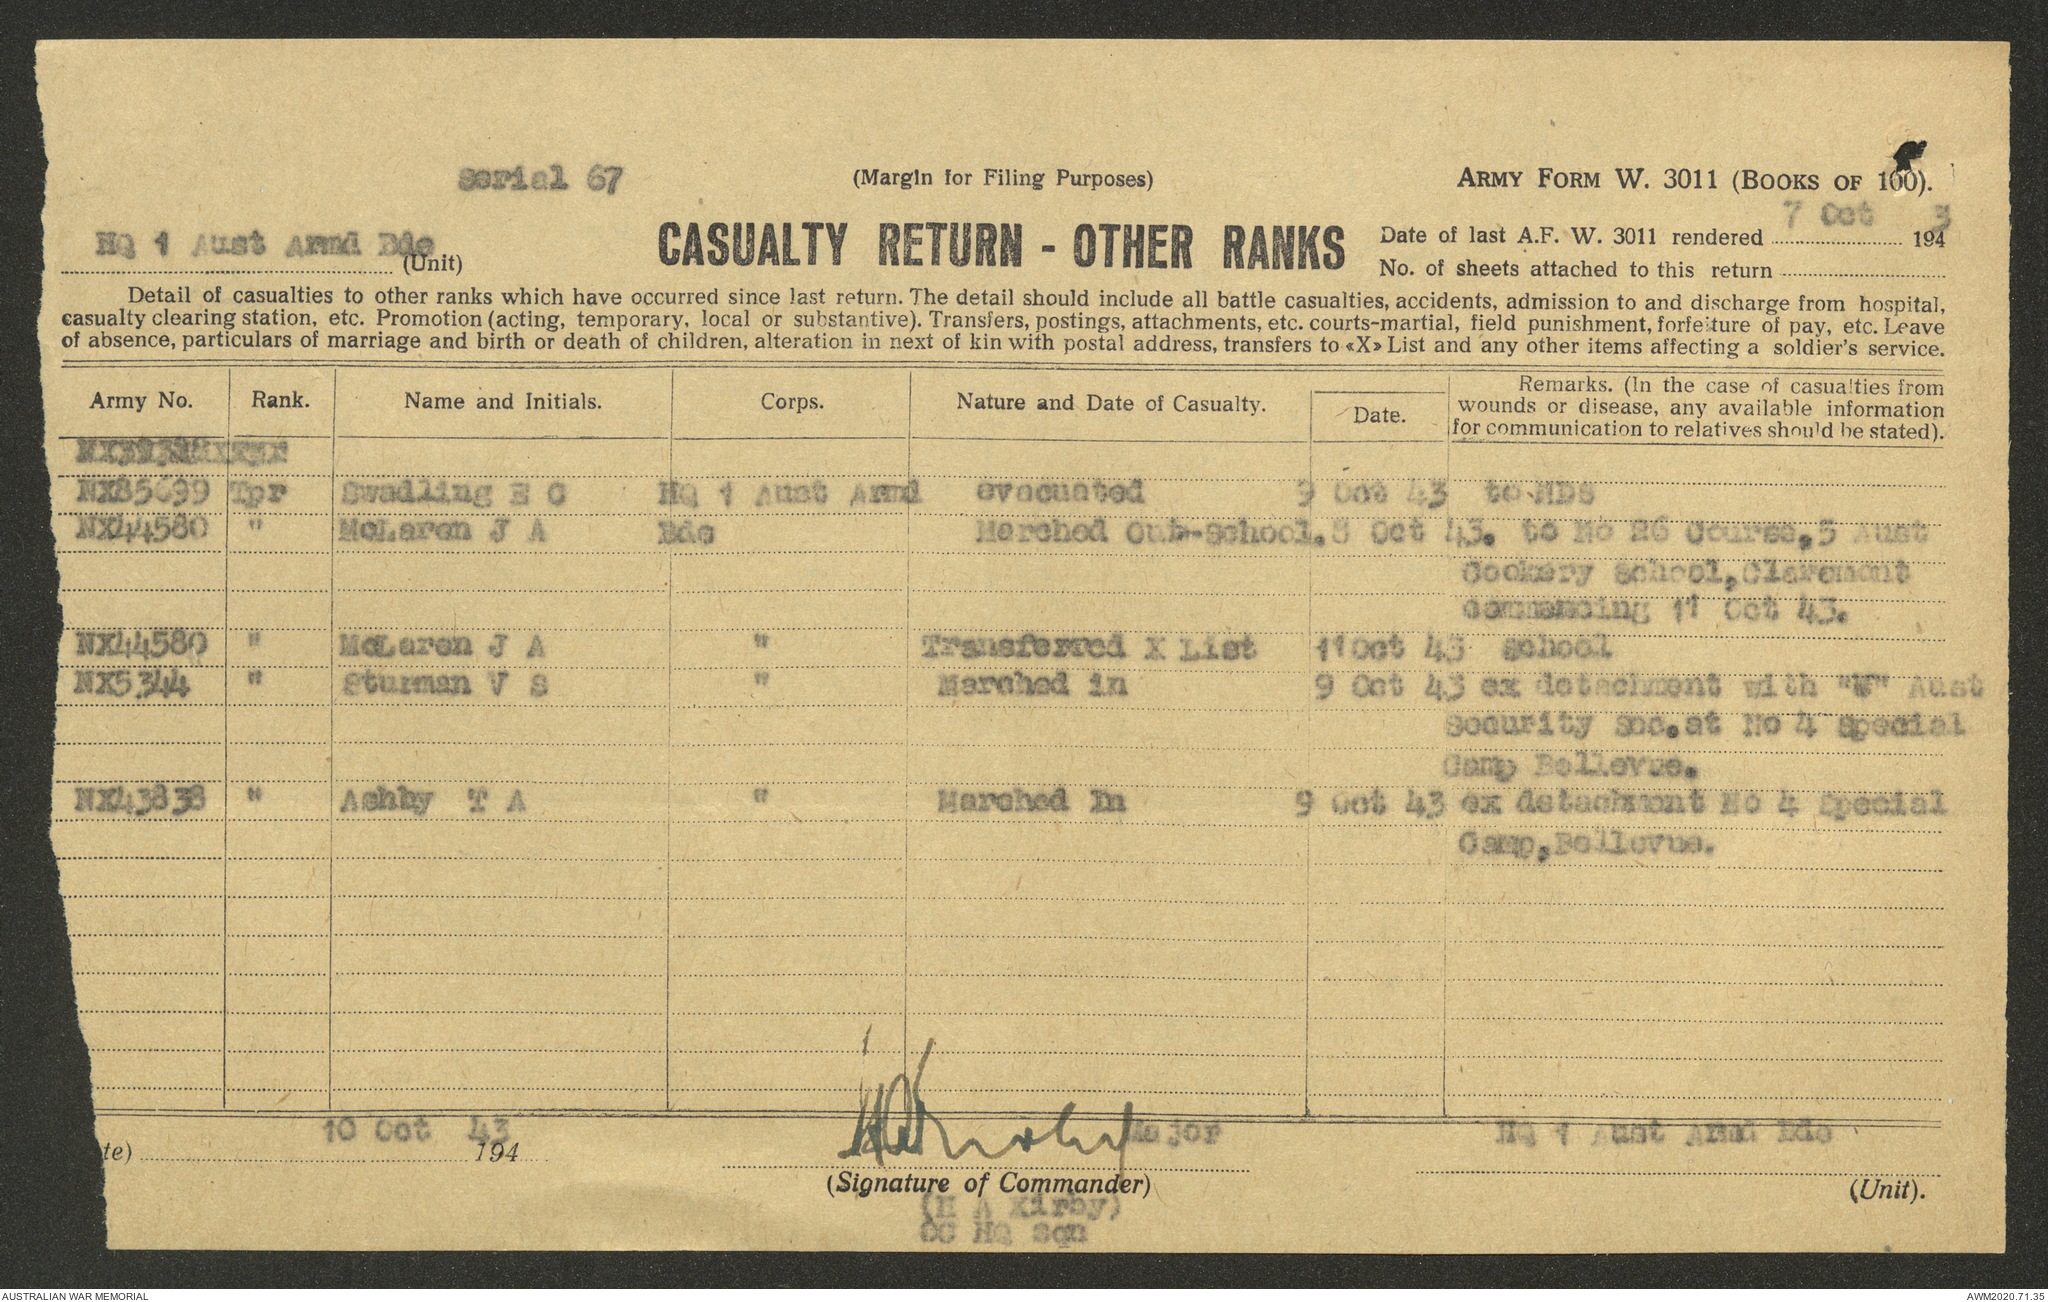 Serial 67 (Margin for Filing Purposes) ARMY FORM W. 3011 (BOOKS OF 100).
HQ 1 Aust Armd Bde (Unit) CASUALTY RETURN - OTHER RANKS Date of last A.F. W. 3011 rendered 7 Oct 1943
No. of sheets attached to this return
Detail of casualties to other ranks which have occurred since last return. The detail should include all battle casualties, accidents, admission to and discharge from hospital,
casualty clearing station, etc. Promotion (acting, temporary, local or substantive). Transfers, postings, attachments, etc. courts-martial, field punishment, forfeiture of pay, etc. Leave
of absence, particulars of marriage and birth or death of children, alteration in next of kin with postal address, transfers to «X» List and any other items affecting a soldier's service.
Army No. Rank. Name and Initials. Corps. Nature and Date of Casualty. Date. Remarks. (In the case of casualties from
wounds or disease, any available information
for communication to relatives should be stated).
NX85699 Tpr Swadling E C HQ 1 Aust Armd evacuated 9 Oct 43 to MDS
NX44580 " McLaren J A Bde Marched Out-School. 8 Oct 43. to No 26 Course, 5 Aust
Cookery School, Claremont
commencing 11 Oct 43.
NX44580 " McLaren J A " Transferred X List 11 Oct 43 School
NX5344 " Sturman V S " Marched in 9 Oct 43 ex detachment with "W" Aust
Security Sec. at No 4 Special
Camp Bellevue.
NX43838 " Ashby T A " Marched In 9 Oct 43 ex detachment No 4 Special
Camp, Bellevue.
te) 10 Oct 43 194 HAKirby Major HQ 1 Aust Armd Bde
(Signature of Commander) (Unit).
(H A Kirby)
OC HQ Sqn
AUSTRALIAN WAR MEMORIAL AWM2020.71.35